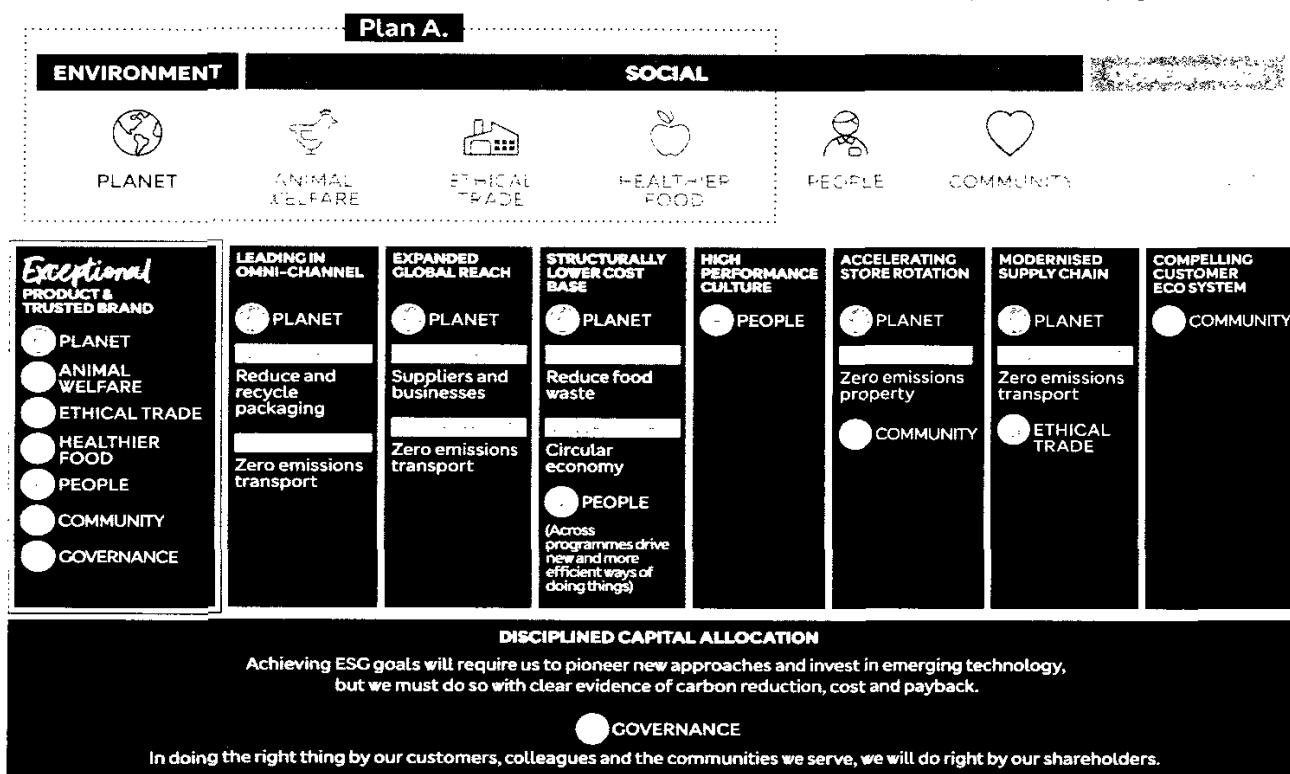 Plan A.
ENVIRONMENT
SOCIAL
PLANET
ANIMAL
WELFARE
ETHICAL
TRADE
HEALTHIER
FOOD
PEOPLE
COMMUNITY
Exceptional
PRODUCT &
TRUSTED BRAND
PLANET
ANIMAL
WELFARE
ETHICAL TRADE
HEALTHIER
FOOD
PEOPLE
COMMUNITY
GOVERNANCE
LEADING IN
OMNI-CHANNEL
PLANET
Reduce and
recycle
packaging
Zero emissions
transport
EXPANDED
GLOBAL REACH
PLANET
Suppliers and
businesses
Zero emissions
transport
STRUCTURALLY
LOWER COST
BASE
PLANET
Reduce food
waste
Circular
economy
PEOPLE
(Across
programmes drive
new and more
efficient ways of
doing things)
HIGH
PERFORMANCE
CULTURE
PEOPLE
ACCELERATING
STORE ROTATION
PLANET
Zero emissions
property
COMMUNITY
MODERNISED
SUPPLY CHAIN
PLANET
Zero emissions
transport
ETHICAL
TRADE
COMPELLING
CUSTOMER
ECO SYSTEM
COMMUNITY
DISCIPLINED CAPITAL ALLOCATION
Achieving ESG goals will require us to pioneer new approaches and invest in emerging technology,
but we must do so with clear evidence of carbon reduction, cost and payback.
GOVERNANCE
In doing the right thing by our customers, colleagues and the communities we serve, we will do right by our shareholders.